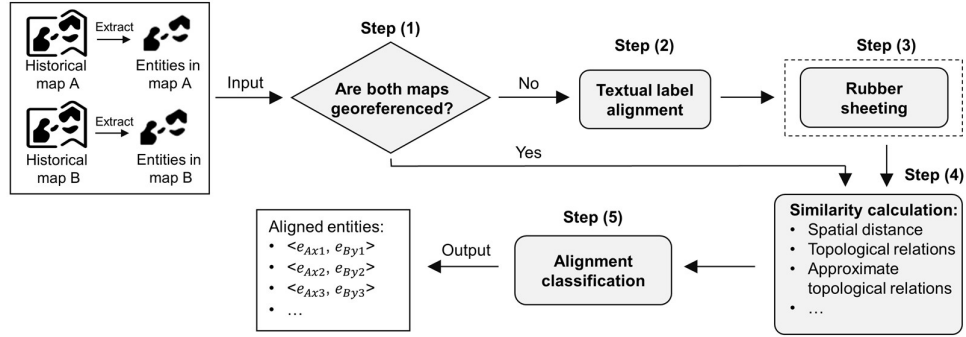 Extract
Historical
map A
Entities in
map A
Extract
Historical
map B
Entities in
map B
Input
Step (1)
Are both maps
georeferenced?
No
Yes
Step (2)
Textual label
alignment
Step (3)
Rubber
sheeting
Step (4)
Similarity calculation:
• Spatial distance
• Topological relations
• Approximate
topological relations
• …
Step (5)
Alignment
classification
Output
Aligned entities:
• <e_{Ax1}, e_{By1}>
• <e_{Ax2}, e_{By2}>
• <e_{Ax3}, e_{By3}>
• …